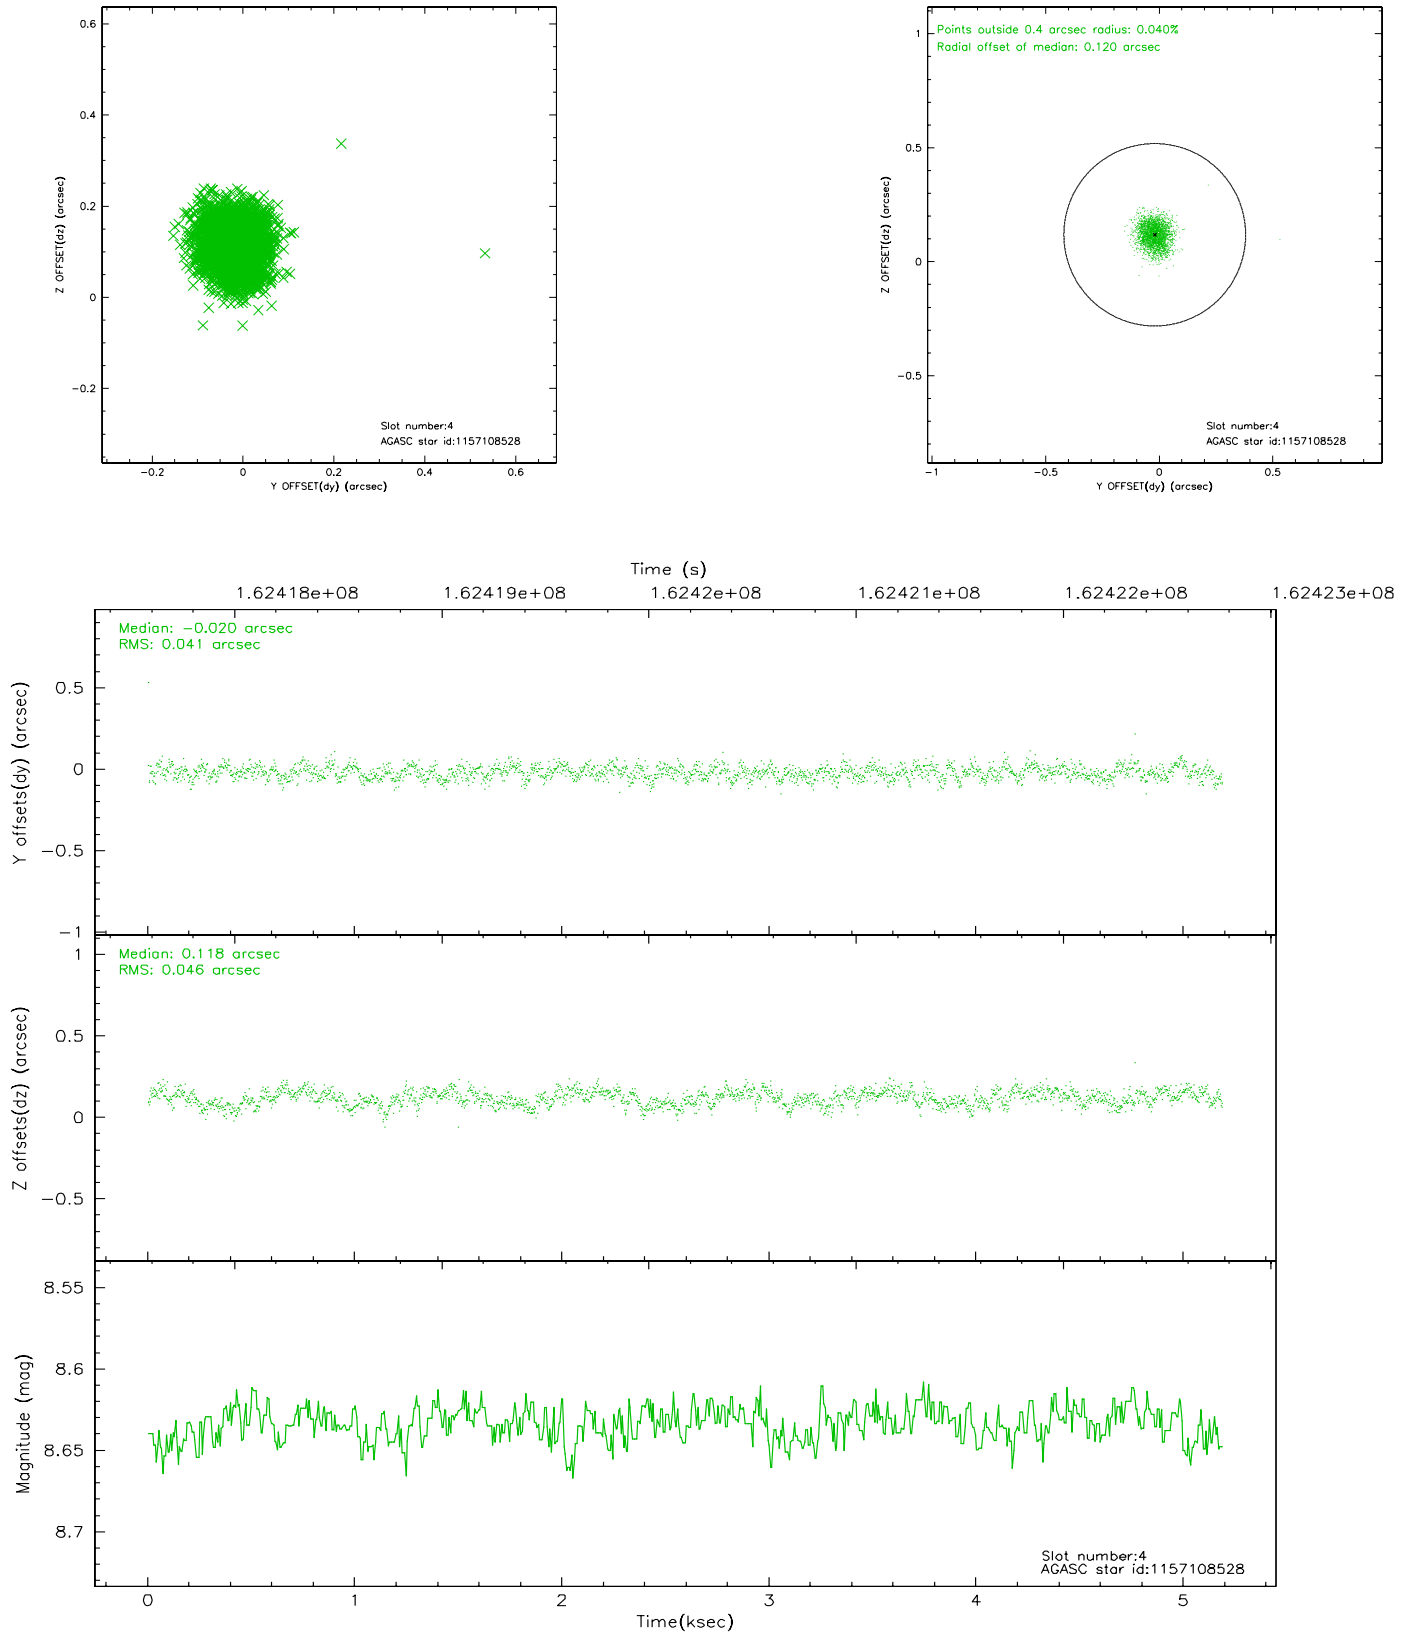 0.6
0.4
0.2
0
−0.2
Z OFFSET(dz) (arcsec)
−0.2 0 0.2 0.4 0.6
Y OFFSET(dy) (arcsec)
Slot number:4
AGASC star id:1157108528
Points outside 0.4 arcsec radius: 0.040%
Radial offset of median: 0.120 arcsec
1
0.5
0
−0.5
Z OFFSET(dz) (arcsec)
−1 −0.5 0 0.5
Y OFFSET(dy) (arcsec)
Slot number:4
AGASC star id:1157108528
Time (s)
1.62418e+08 1.62419e+08 1.6242e+08 1.62421e+08 1.62422e+08 1.62423e+08
Median: −0.020 arcsec
RMS: 0.041 arcsec
0.5
0
−0.5
−1
Y offsets(dy) (arcsec)
Median: 0.118 arcsec
RMS: 0.046 arcsec
1
0.5
0
−0.5
Z offsets(dz) (arcsec)
8.55
8.6
8.65
8.7
Magnitude (mag)
Slot number:4
AGASC star id:1157108528
0 1 2 3 4 5
Time(ksec)